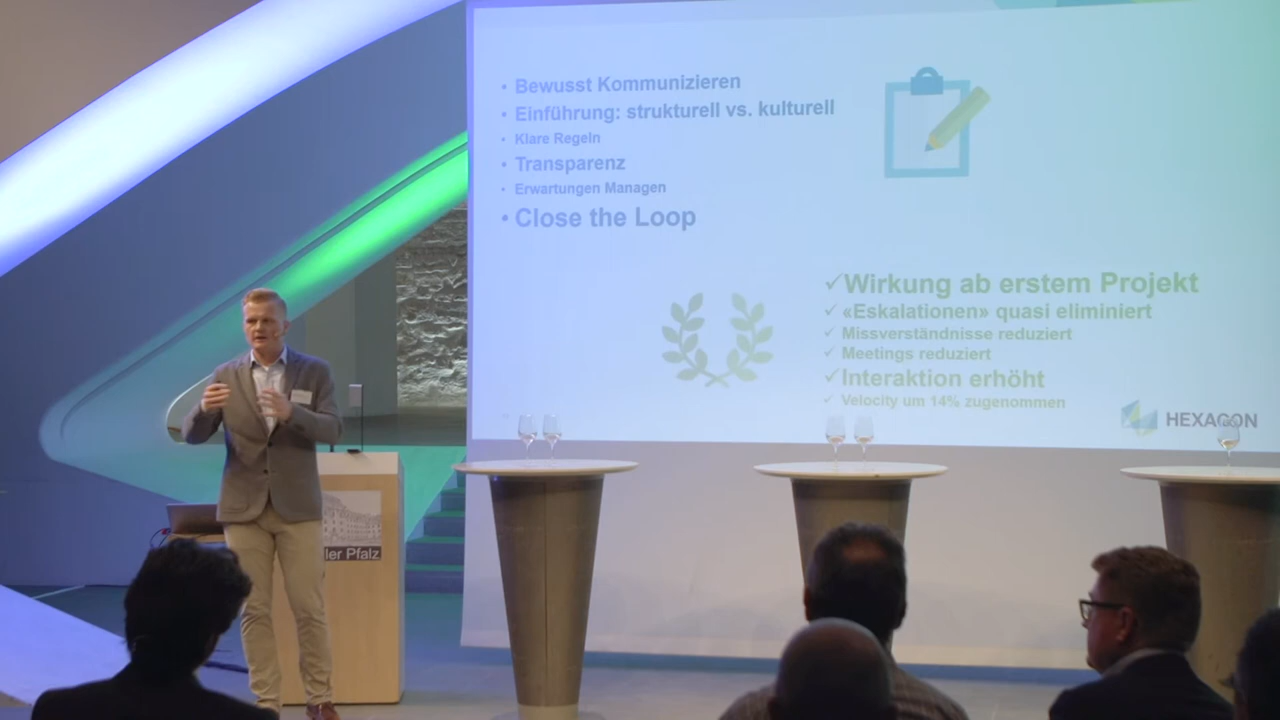 • Bewusst Kommunizieren
• Einführung: strukturell vs. kulturell
• Klare Regeln
• Transparenz
• Erwartungen Managen
• Close the Loop
✓Wirkung ab erstem Projekt
✓ «Eskalationen» quasi eliminiert
✓ Missverständnisse reduziert
✓ Meetings reduziert
✓Interaktion erhöht
✓ Velocity um 14% zugenommen
HEXAGON
ler Pfalz